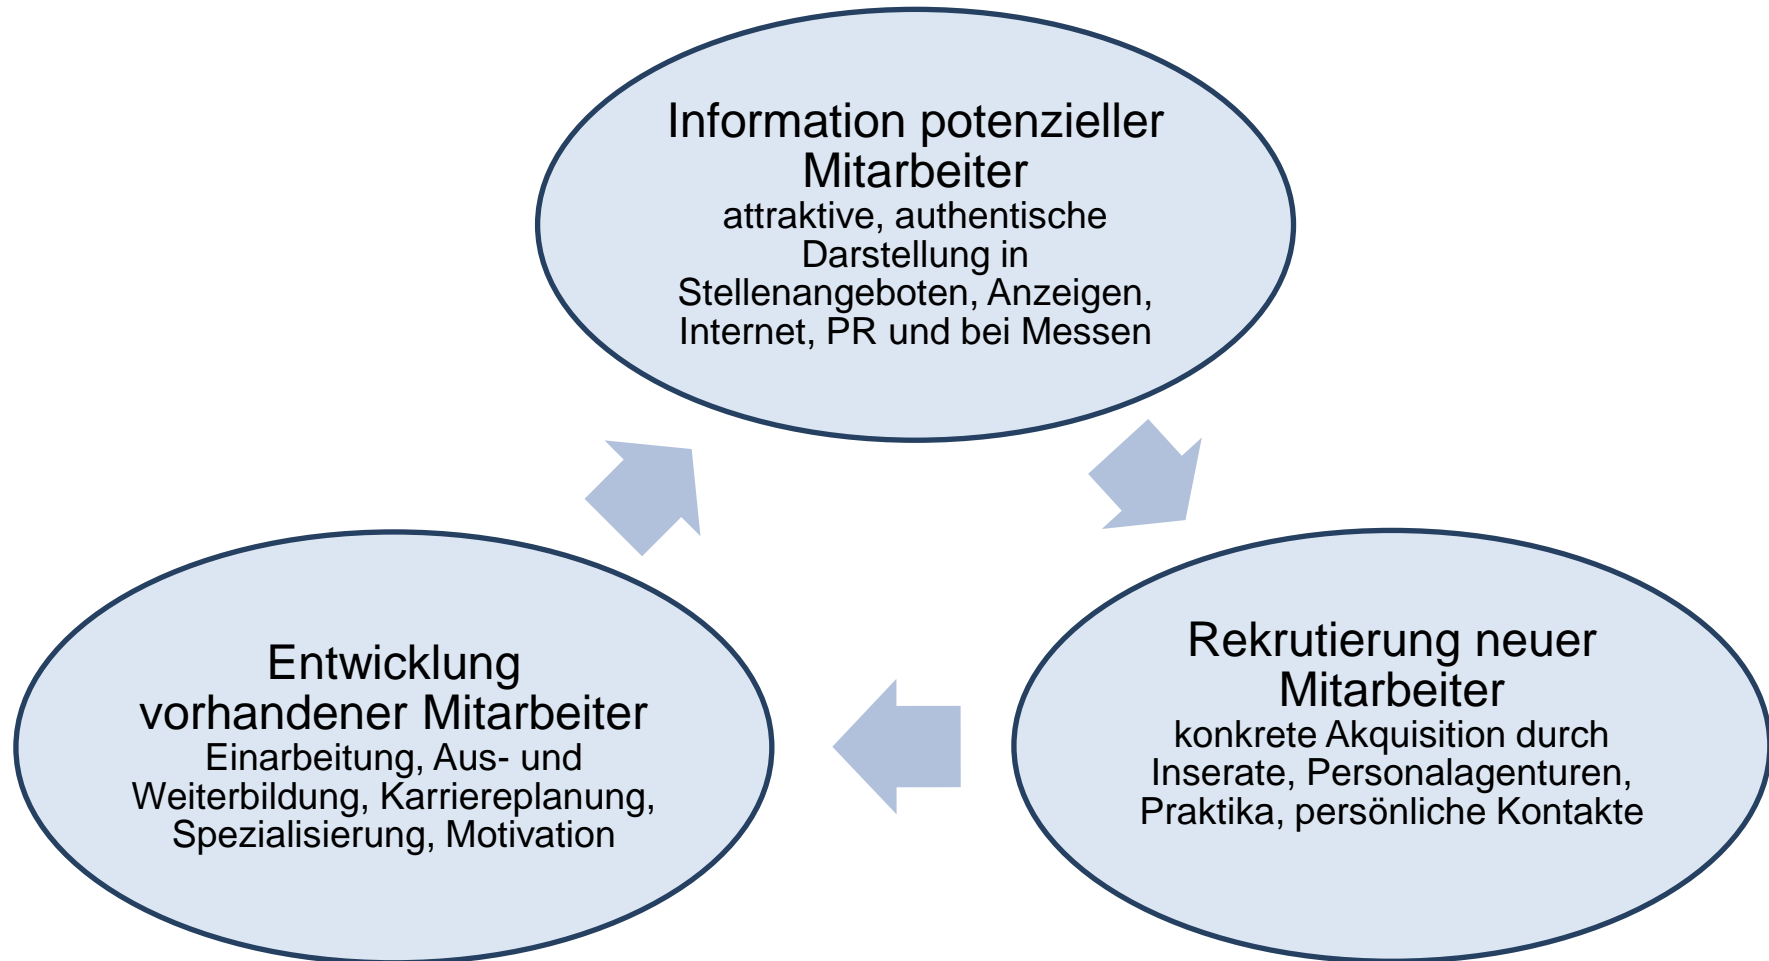 Information potenzieller
Mitarbeiter
attraktive, authentische
Darstellung in
Stellenangeboten, Anzeigen,
Internet, PR und bei Messen
Rekrutierung neuer
Mitarbeiter
konkrete Akquisition durch
Inserate, Personalagenturen,
Praktika, persönliche Kontakte
Entwicklung
vorhandener Mitarbeiter
Einarbeitung, Aus- und
Weiterbildung, Karriereplanung,
Spezialisierung, Motivation